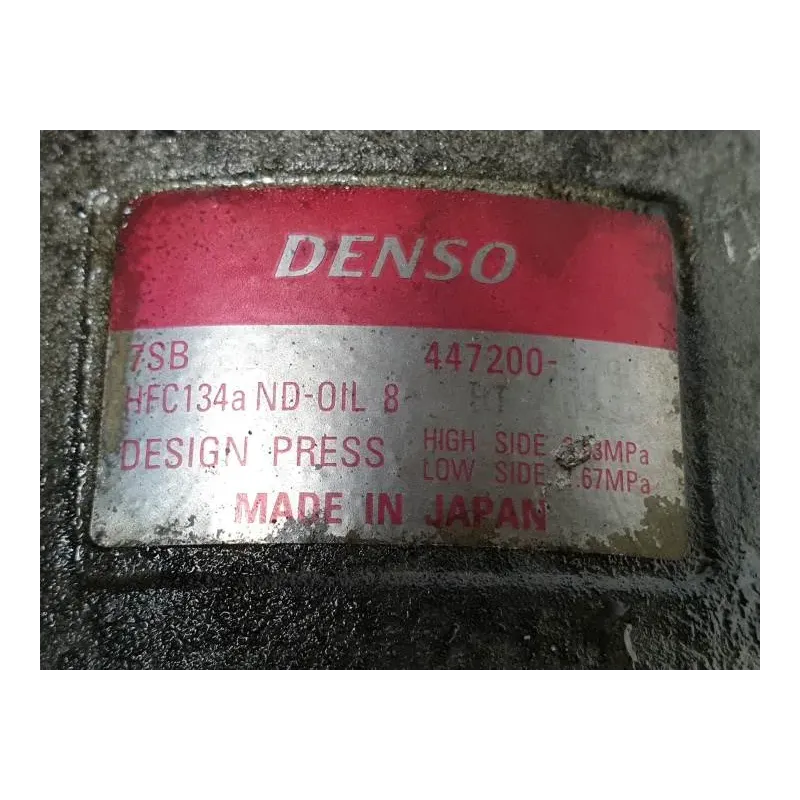 DENSO
7SB 447200-
HFC134a ND-OIL 8
DESIGN PRESS HIGH SIDE
LOW SIDE
MADE IN JAPAN